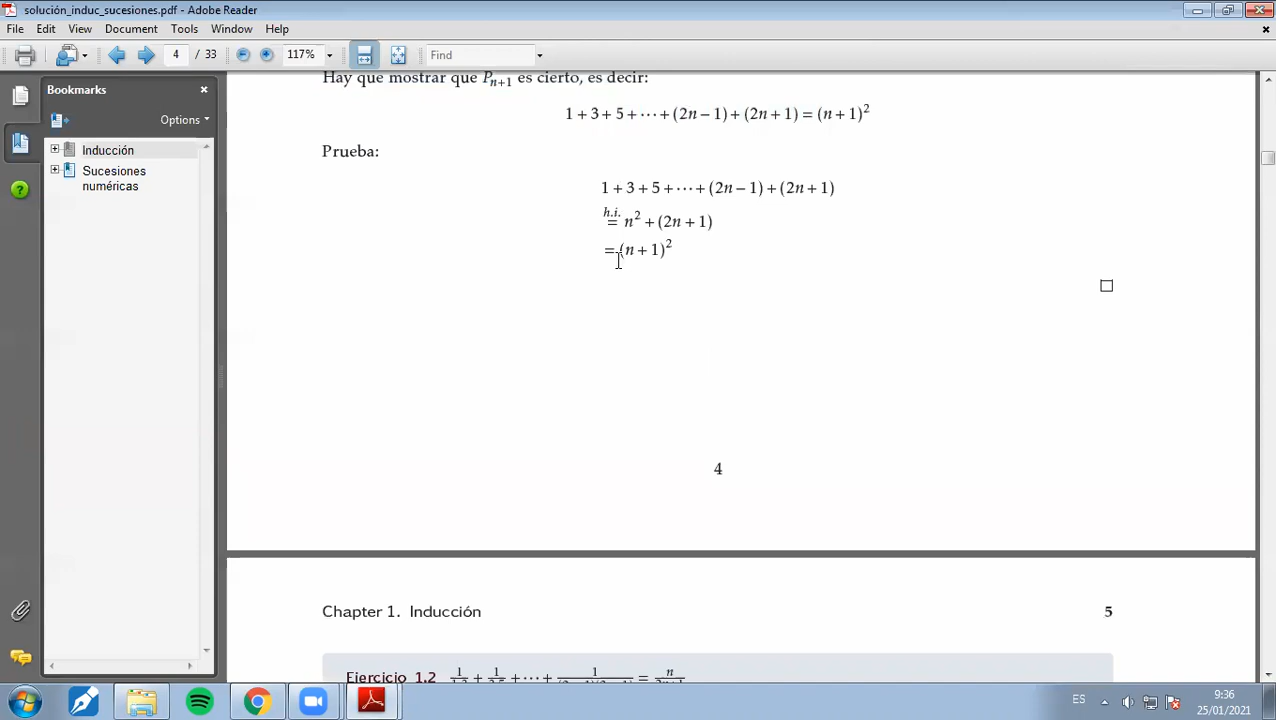 solución_induc_sucesiones.pdf - Adobe Reader
File Edit View Document Tools Window Help
4 / 33 117% Find
Bookmarks
Options
Inducción
Sucesiones
numéricas
Hay que mostrar que Pₙ₊₁ es cierto, es decir:
1 + 3 + 5 + ⋯ + (2n − 1) + (2n + 1) = (n + 1)²
Prueba:
1 + 3 + 5 + ⋯ + (2n − 1) + (2n + 1)
h.i.
= n² + (2n + 1)
= (n + 1)²
□
4
Chapter 1. Inducción 5
Ejercicio 1.2
ES 9:36
25/01/2021